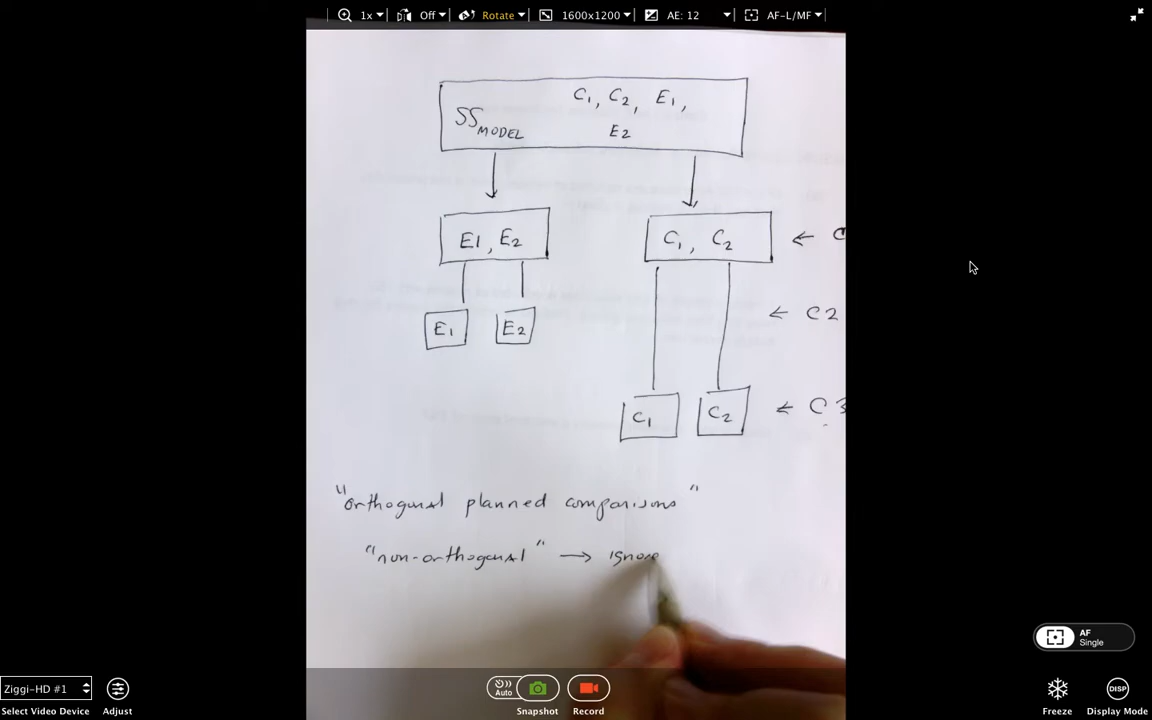 1x Off Rotate 1600x1200 AE: 12 AF-L/MF
C1, C2, E1,
SSMODEL
E2
E1, E2
C1, C2
← C
← C2
E1 E2
C1
C2
← C3
"orthogonal planned comparisons"
"non-orthogonal" → ignore
AF
Single
Ziggi-HD #1
Auto
Select Video Device
Adjust
Snapshot
Record
Freeze
DISP
Display Mode